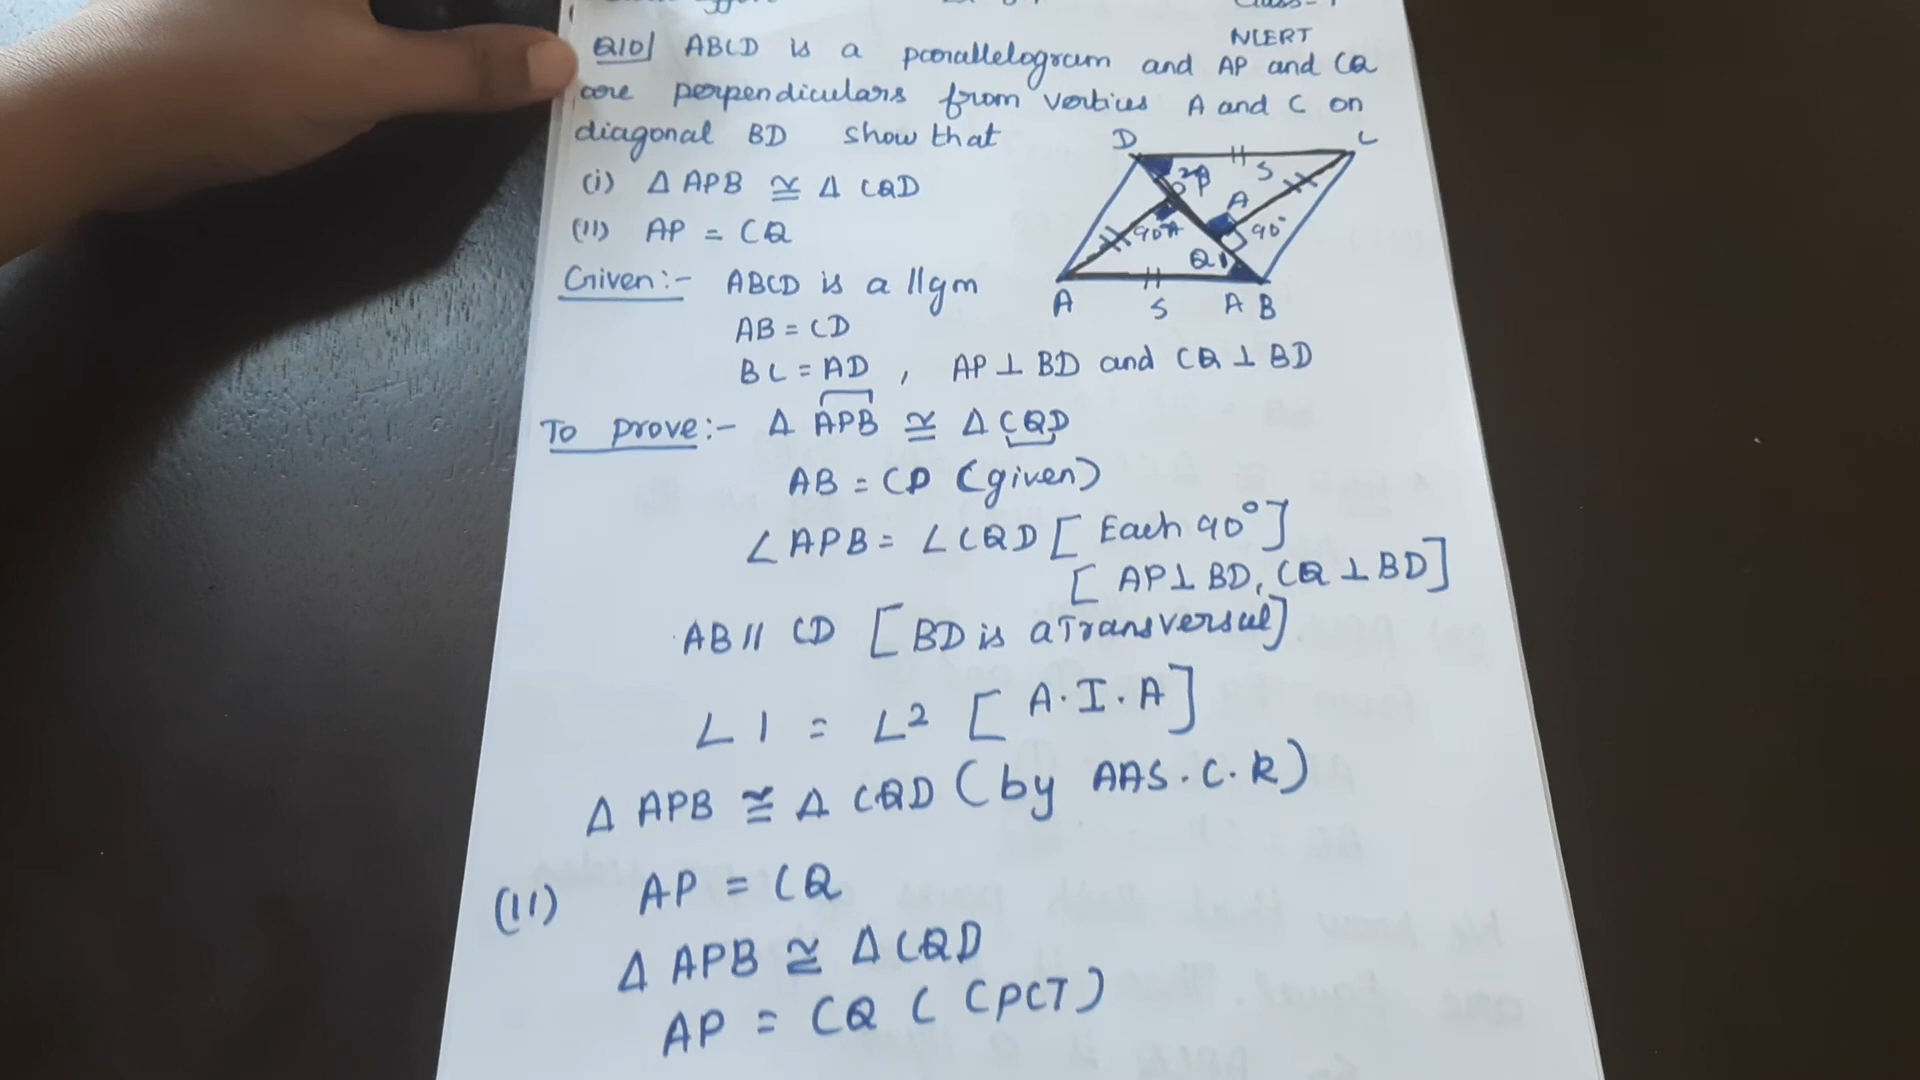 NCERT
Q10| ABCD is a parallelogram and AP and CQ
are perpendiculars from vertices A and C on
diagonal BD show that
(i) Δ APB ≅ Δ CQD
(II) AP = CQ
D C
2 A S
P A
90° A 90°
Q 1
A S A B
Given:- ABCD is a ||gm
AB = CD
BC = AD , AP ⊥ BD and CQ ⊥ BD
To prove:- Δ APB ≅ Δ CQD
AB = CD (given)
∠APB = ∠CQD [ Each 90° ]
[ AP ⊥ BD, CQ ⊥ BD ]
AB || CD [ BD is a Transversal ]
∠1 = ∠2 [ A.I.A ]
Δ APB ≅ Δ CQD ( by AAS.C.R )
(II) AP = CQ
Δ APB ≅ Δ CQD
AP = CQ ( CPCT )